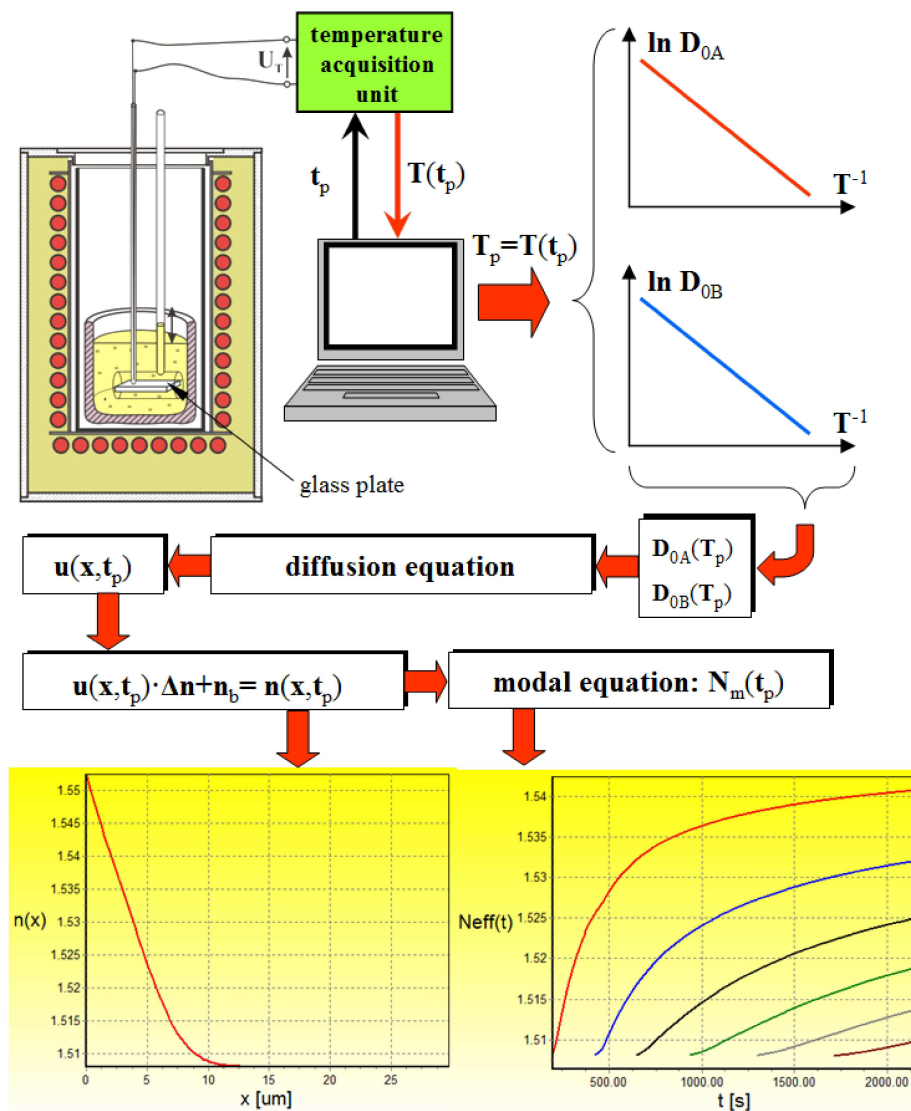 temperature
acquisition
unit
U_T
t_p
T(t_p)
T_p=T(t_p)
ln D_0A
T^-1
ln D_0B
T^-1
glass plate
D_0A(T_p)
D_0B(T_p)
diffusion equation
u(x,t_p)
u(x,t_p)·Δn+n_b= n(x,t_p)
modal equation: N_m(t_p)
1.55
1.545
1.54
1.535
1.53
1.525
1.52
1.515
1.51
n(x)
0
5
10
15
20
25
x [um]
1.54
1.535
1.53
1.525
1.52
1.515
1.51
Neff(t)
500.00
1000.00
1500.00
2000.00
t [s]